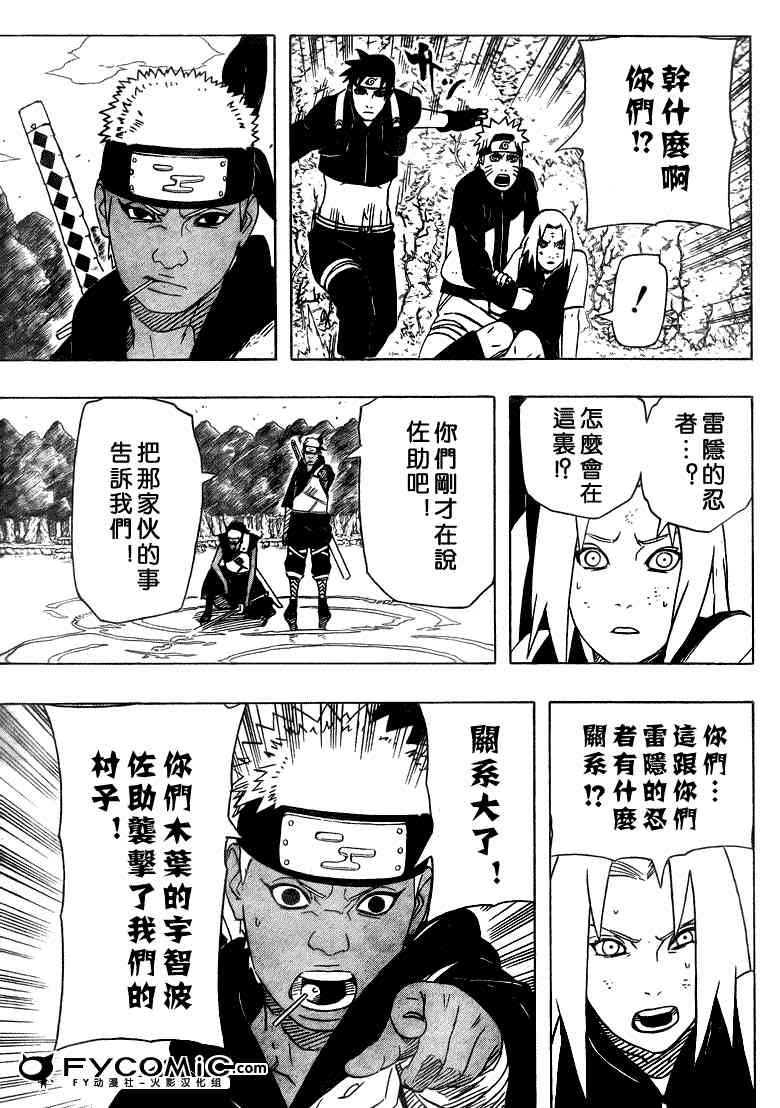 幹什麼啊
你們!?
!
雷隱的忍
者…?
怎麼會在
這裏!?
你們剛才在說
佐助吧!
把那家伙的事
告訴我們!
你們…
這跟你們
雷隱的忍
者有什麼
關系!?
關系大了!
你們木葉的宇智波
佐助襲擊了我們的
村子!
FYCOMIC.com
FY动漫社-火影汉化组